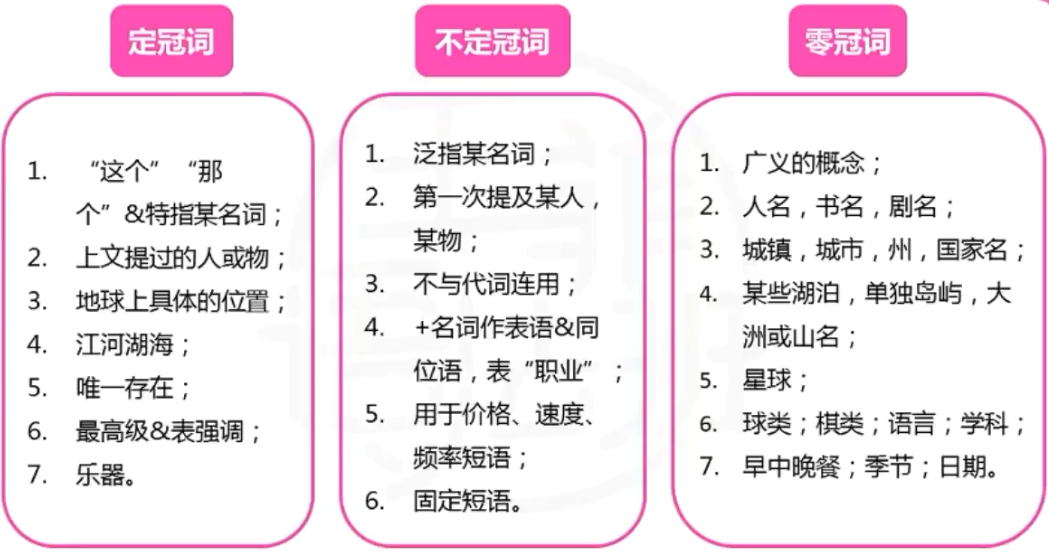 定冠词
1. “这个”“那
个”&特指某名词；
2. 上文提过的人或物；
3. 地球上具体的位置；
4. 江河湖海；
5. 唯一存在；
6. 最高级&表强调；
7. 乐器。
不定冠词
1. 泛指某名词；
2. 第一次提及某人，
某物；
3. 不与代词连用；
4. +名词作表语&同
位语，表“职业”；
5. 用于价格、速度、
频率短语；
6. 固定短语。
零冠词
1. 广义的概念；
2. 人名，书名，剧名；
3. 城镇，城市，州，国家名；
4. 某些湖泊，单独岛屿，大
洲或山名；
5. 星球；
6. 球类；棋类；语言；学科；
7. 早中晚餐；季节；日期。